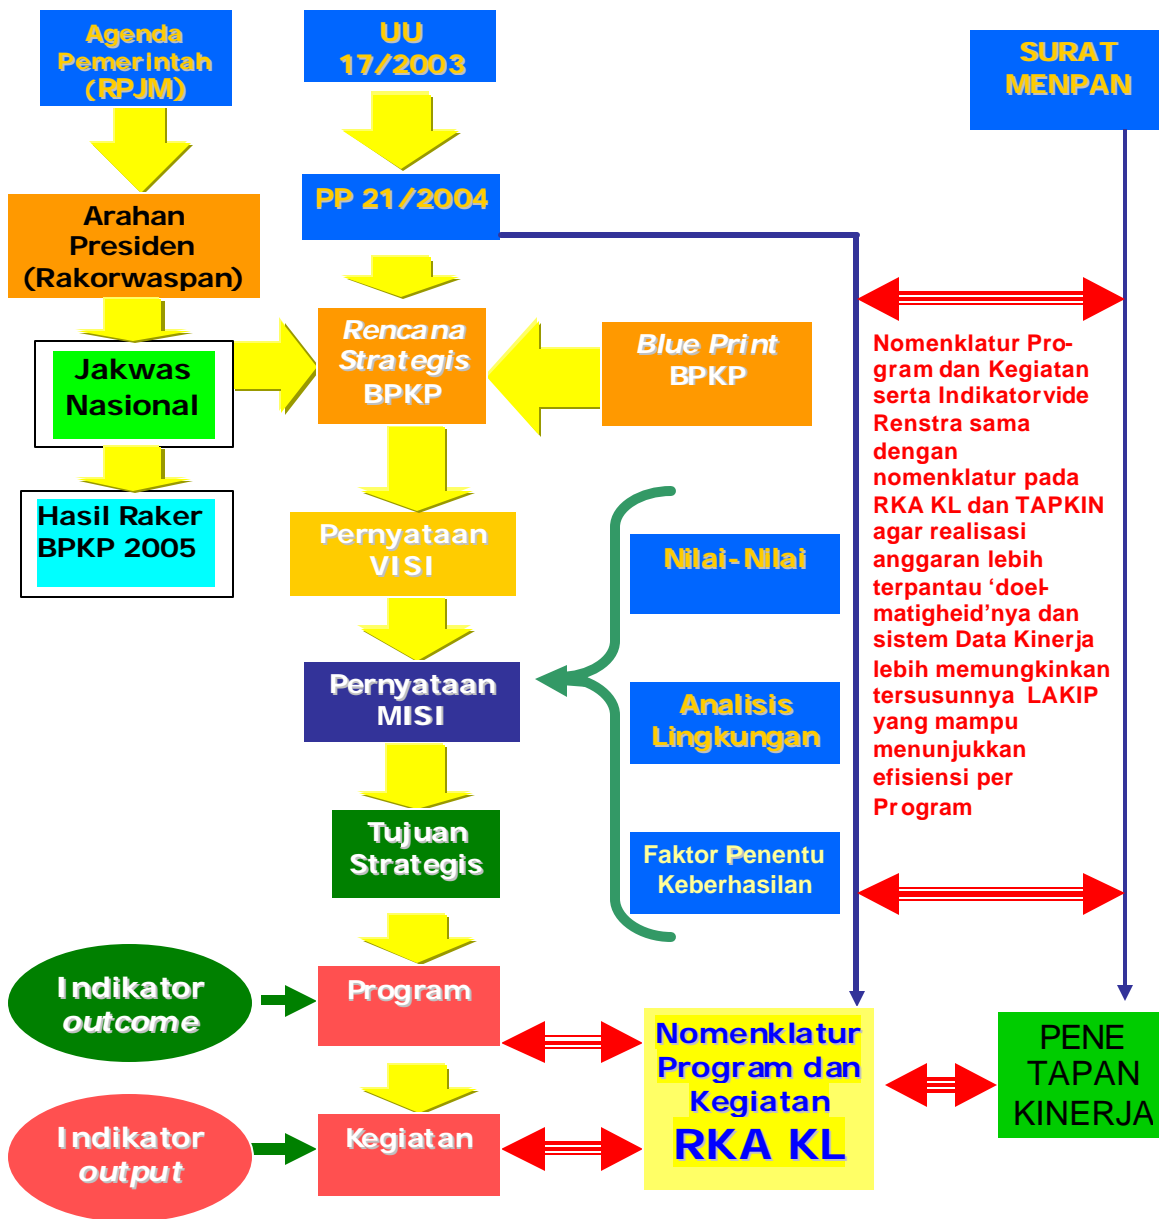 Agenda
Pemerintah
(RPJM)
UU
17/2003
SURAT
MENPAN
PP 21/2004
Arahan
Presiden
(Rakorwaspan)
Jakwas
Nasional
Rencana
Strategis
BPKP
Blue Print
BPKP
Hasil Raker
BPKP 2005
Pernyataan
VISI
Pernyataan
MISI
Tujuan
Strategis
Nilai-Nilai
Analisis
Lingkungan
Faktor Penentu
Keberhasilan
Nomenklatur Pro-
gram dan Kegiatan
serta Indikatorvide
Renstra sama
dengan
nomenklatur pada
RKA KL dan TAPKIN
agar realisasi
anggaran lebih
terpantau ‘doel-
matigheid’nya dan
sistem Data Kinerja
lebih memungkinkan
tersusunnya LAKIP
yang mampu
menunjukkan
efisiensi per
Program
Indikator
outcome
Program
Indikator
output
Kegiatan
Nomenklatur
Program dan
Kegiatan
RKA KL
PENE
TAPAN
KINERJA